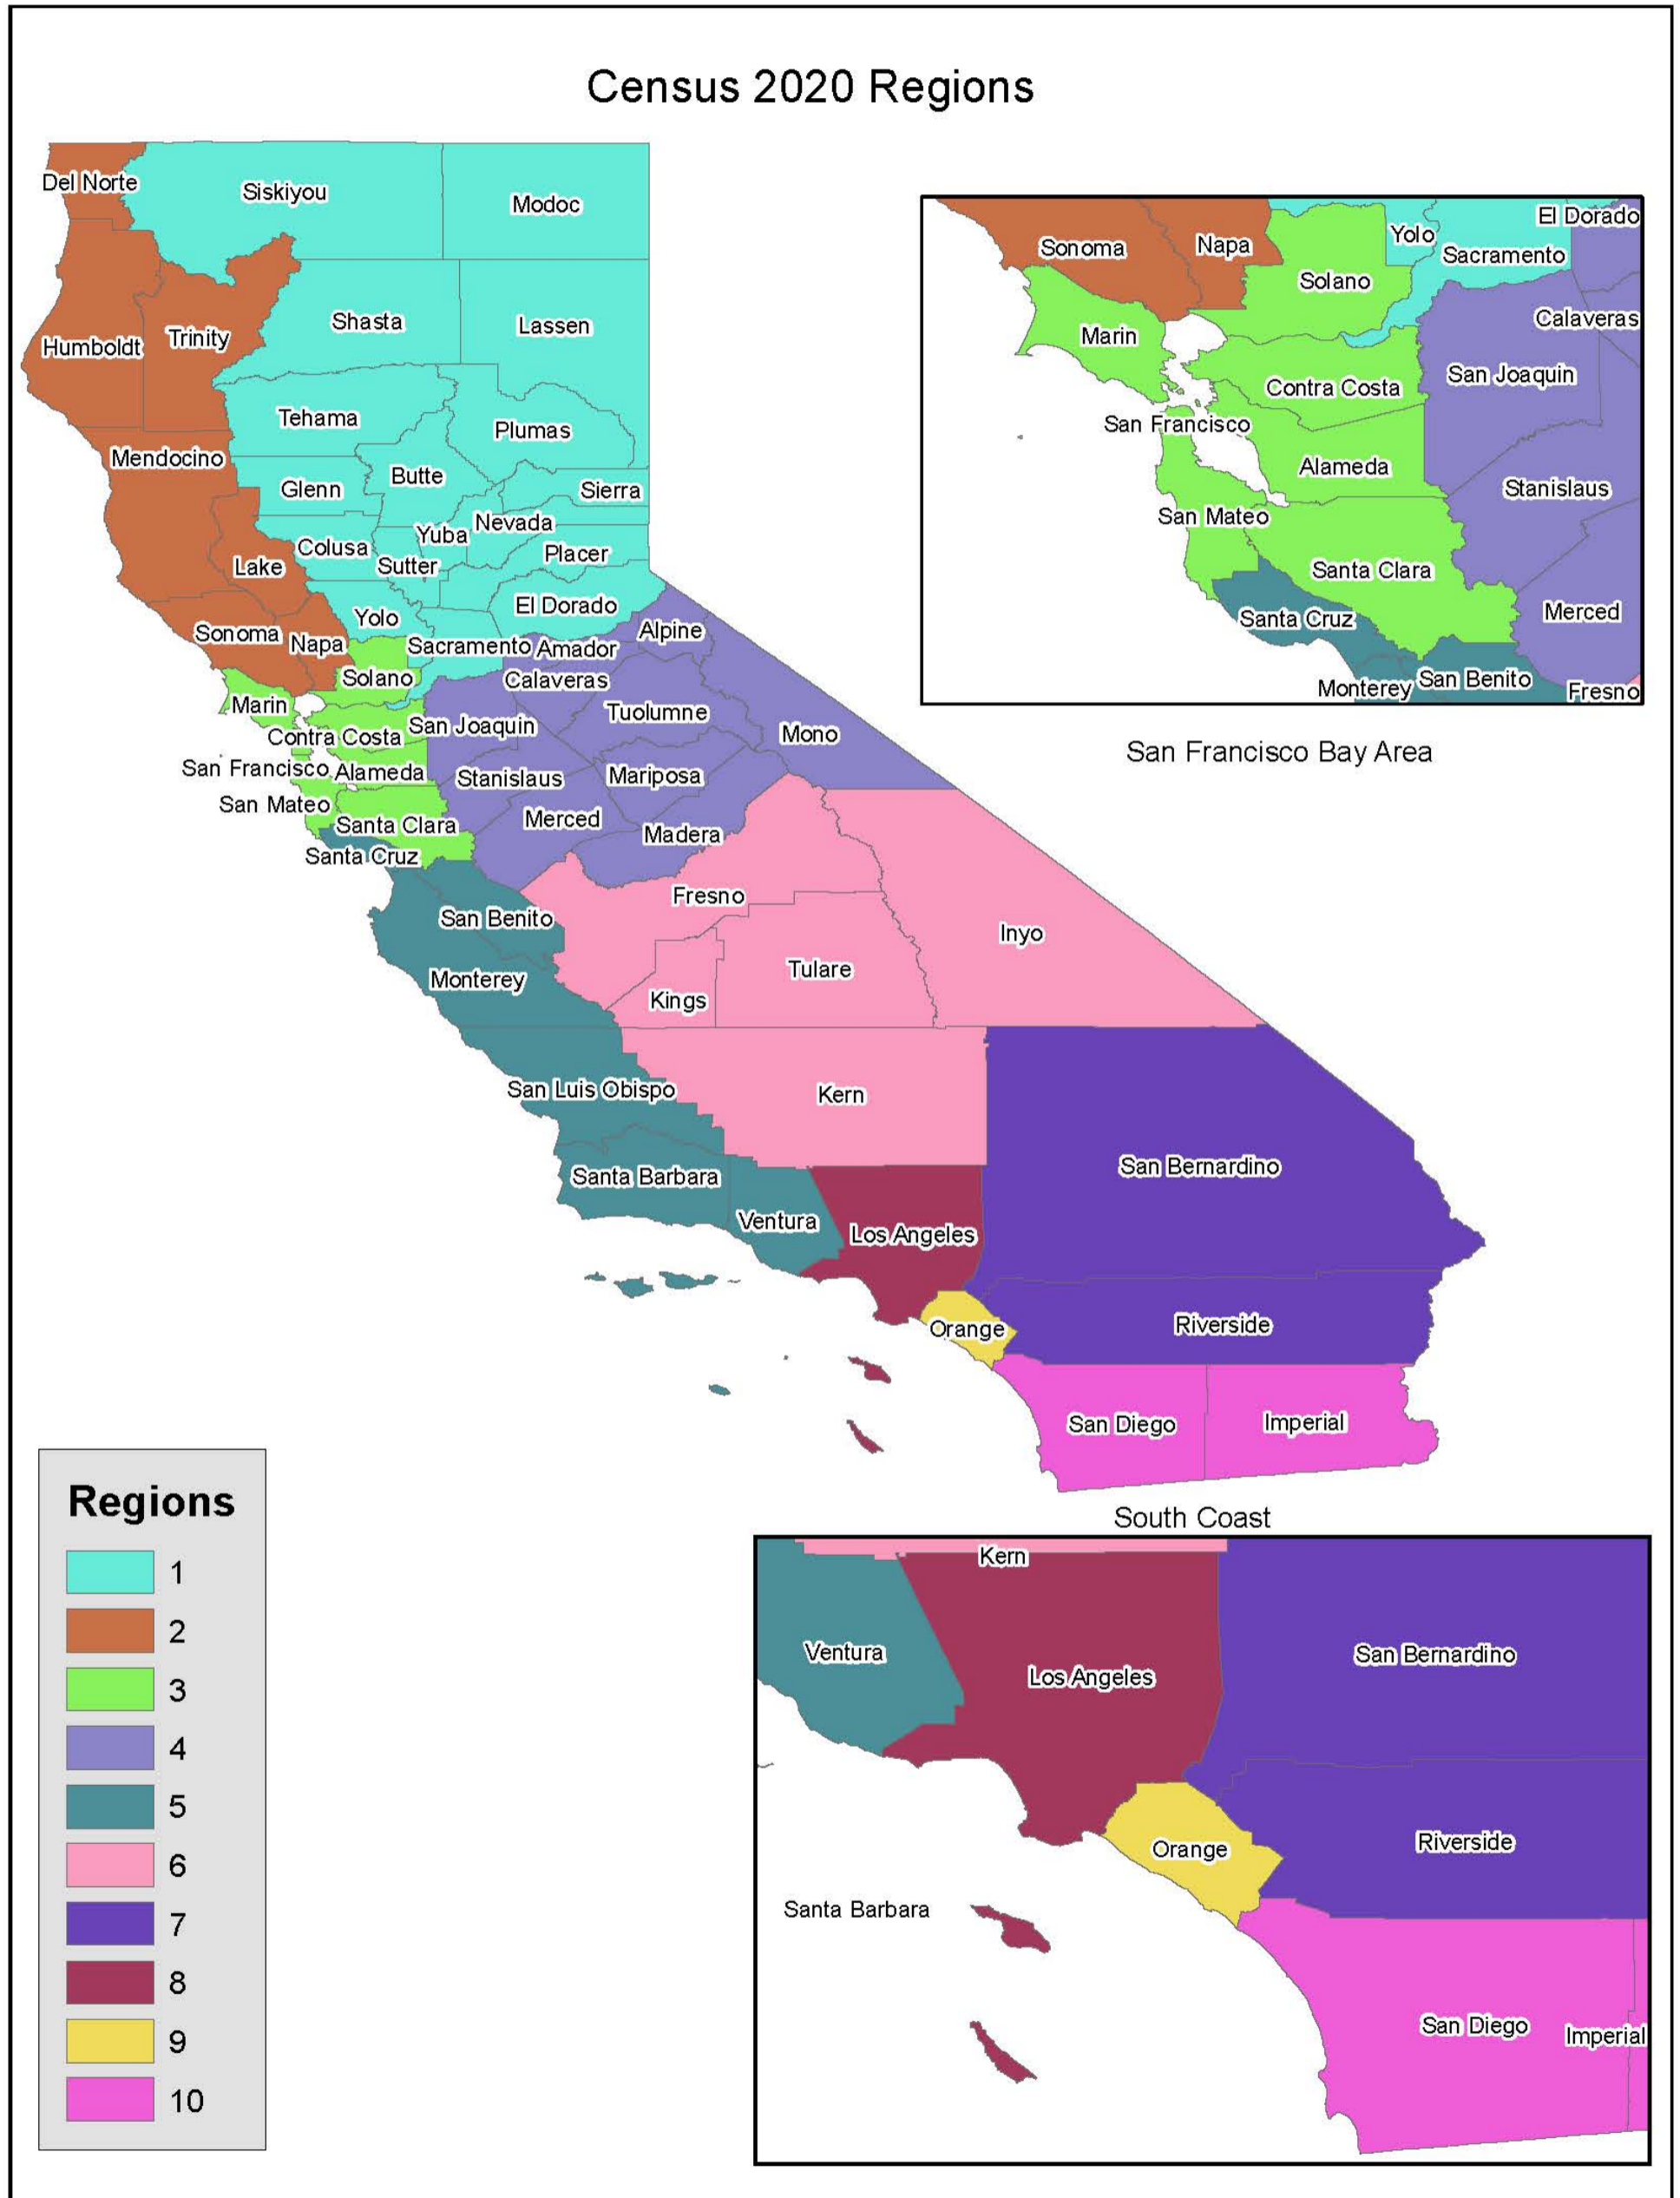 Census 2020 Regions
Del Norte
Siskiyou
Modoc
Humboldt
Trinity
Shasta
Lassen
Tehama
Plumas
Mendocino
Butte
Glenn
Sierra
Nevada
Yuba
Colusa
Placer
Sutter
Lake
El Dorado
Yolo
Sonoma
Napa
Sacramento
Amador
Alpine
Solano
Calaveras
Marin
Tuolumne
San Joaquin
Contra Costa
Mono
San Francisco
Alameda
Stanislaus
Mariposa
San Mateo
Santa Clara
Merced
Madera
Santa Cruz
Fresno
San Benito
Inyo
Monterey
Tulare
Kings
San Luis Obispo
Kern
Santa Barbara
San Bernardino
Ventura
Los Angeles
Orange
Riverside
San Diego
Imperial
El Dorado
Yolo
Sonoma
Napa
Sacramento
Solano
Calaveras
Marin
San Joaquin
Contra Costa
San Francisco
Alameda
Stanislaus
San Mateo
Santa Clara
Merced
Santa Cruz
San Benito
Monterey
Fresno
San Francisco Bay Area
Regions
1
2
3
4
5
6
7
8
9
10
South Coast
Kern
Ventura
San Bernardino
Los Angeles
Riverside
Orange
Santa Barbara
San Diego
Imperial